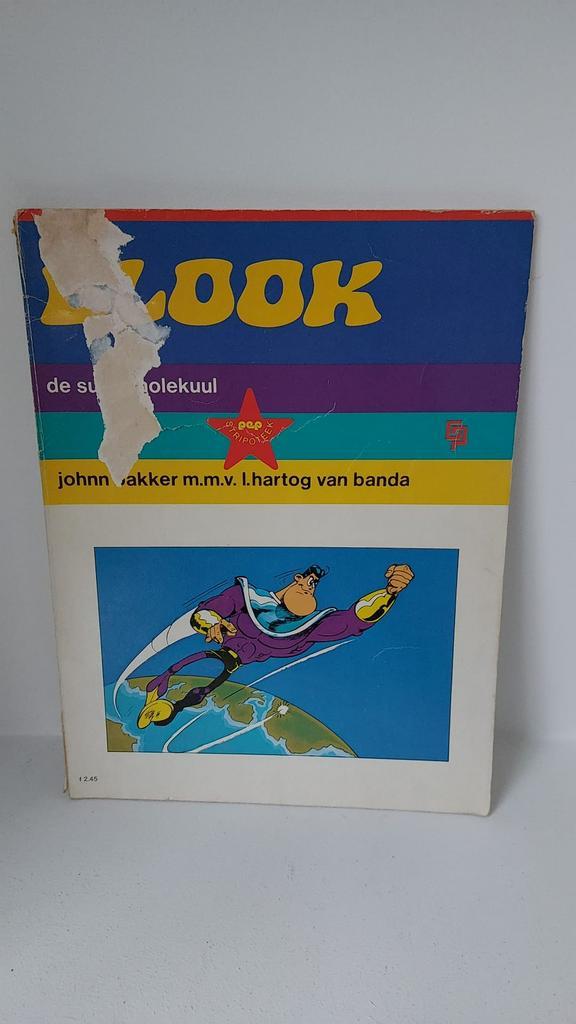 LOOK
de su olekuul
pep
STRIPOTEEK
johnn akker m.m.v. l.hartog van banda
f 2.45